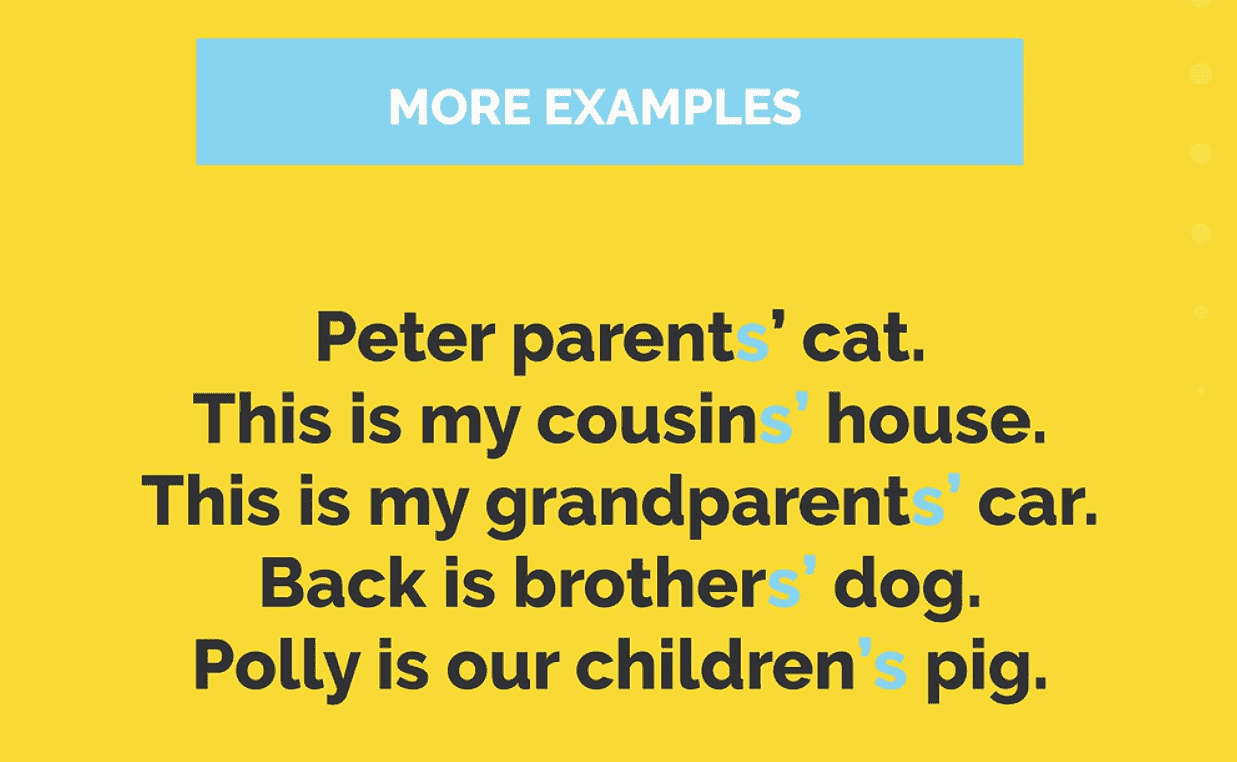 MORE EXAMPLES
Peter parents’ cat.
This is my cousins’ house.
This is my grandparents’ car.
Back is brothers’ dog.
Polly is our children’s pig.